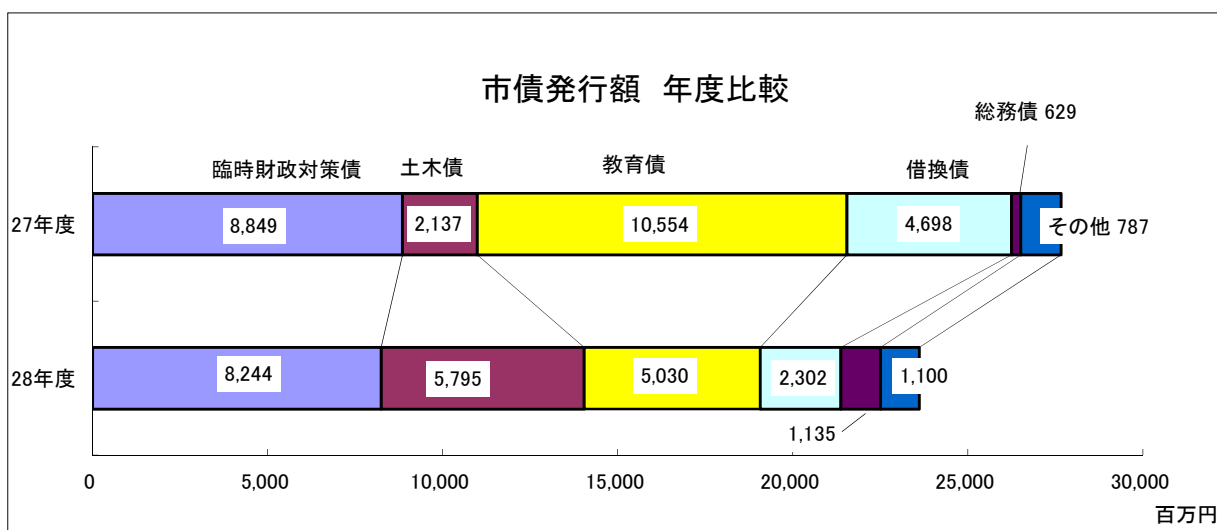 市債発行額 年度比較
総務債 629
臨時財政対策債 土木債 教育債 借換債
27年度 8,849 2,137 10,554 4,698 その他 787
28年度 8,244 5,795 5,030 2,302 1,100
1,135
0 5,000 10,000 15,000 20,000 25,000 30,000
百万円